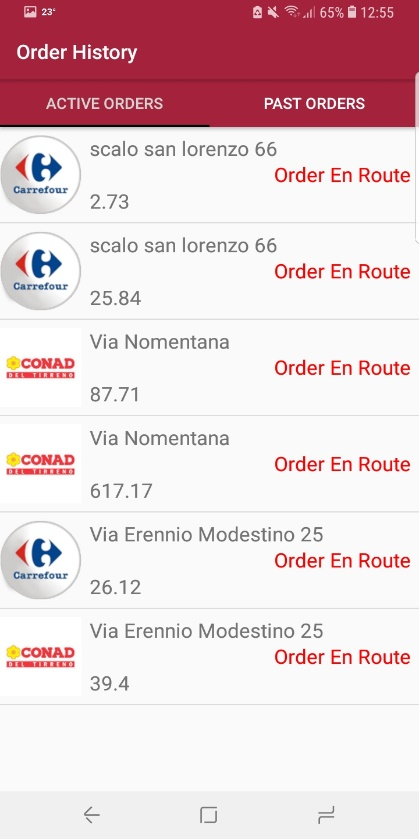 23° 65% 12:55
Order History
ACTIVE ORDERS PAST ORDERS
scalo san lorenzo 66
Order En Route
Carrefour
2.73
scalo san lorenzo 66
Order En Route
Carrefour
25.84
Via Nomentana
CONAD
DEL TIRRENO
Order En Route
87.71
Via Nomentana
CONAD
DEL TIRRENO
Order En Route
617.17
Via Erennio Modestino 25
Order En Route
Carrefour
26.12
Via Erennio Modestino 25
CONAD
DEL TIRRENO
Order En Route
39.4